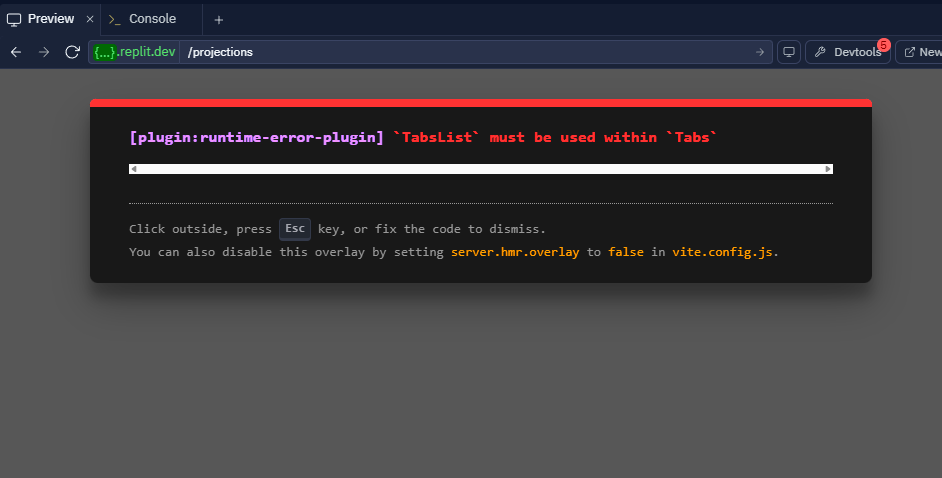 Preview × >_ Console +
{...}.replit.dev /projections Devtools 5 New
[plugin:runtime-error-plugin] `TabsList` must be used within `Tabs`
Click outside, press Esc key, or fix the code to dismiss.
You can also disable this overlay by setting server.hmr.overlay to false in vite.config.js.